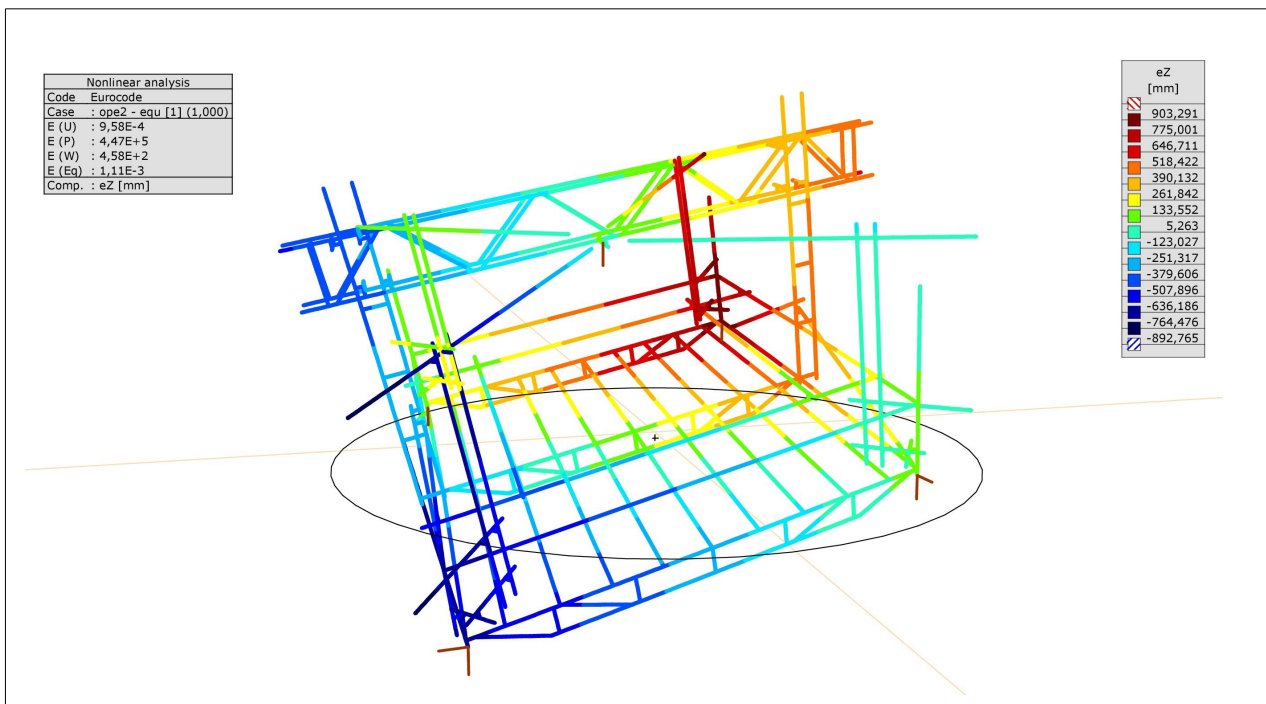 Nonlinear analysis
Code Eurocode
Case : ope2 - equ [1] (1,000)
E (U) : 9,58E-4
E (P) : 4,47E+5
E (W) : 4,58E+2
E (Eq) : 1,11E-3
Comp. : eZ [mm]
eZ
[mm]
903,291
775,001
646,711
518,422
390,132
261,842
133,552
5,263
-123,027
-251,317
-379,606
-507,896
-636,186
-764,476
-892,765